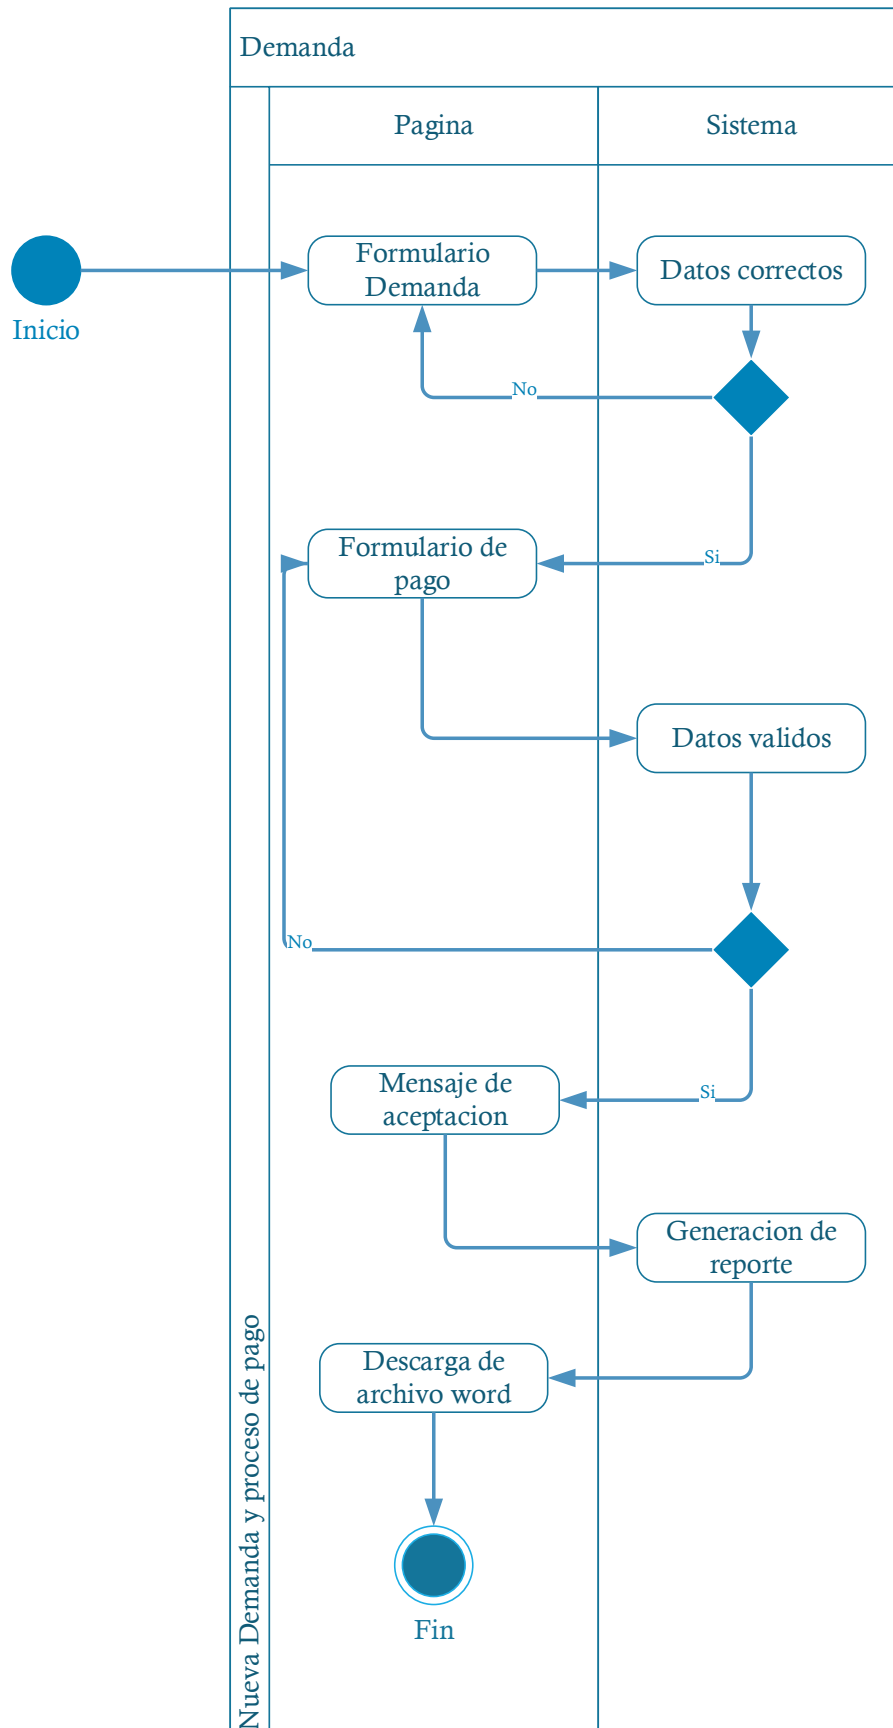 Demanda
Pagina
Sistema
Inicio
Formulario
Demanda
Datos correctos
No
Formulario de
pago
Si
Datos validos
No
Mensaje de
aceptacion
Si
Generacion de
reporte
Descarga de
archivo word
Fin
Nueva Demanda y proceso de pago